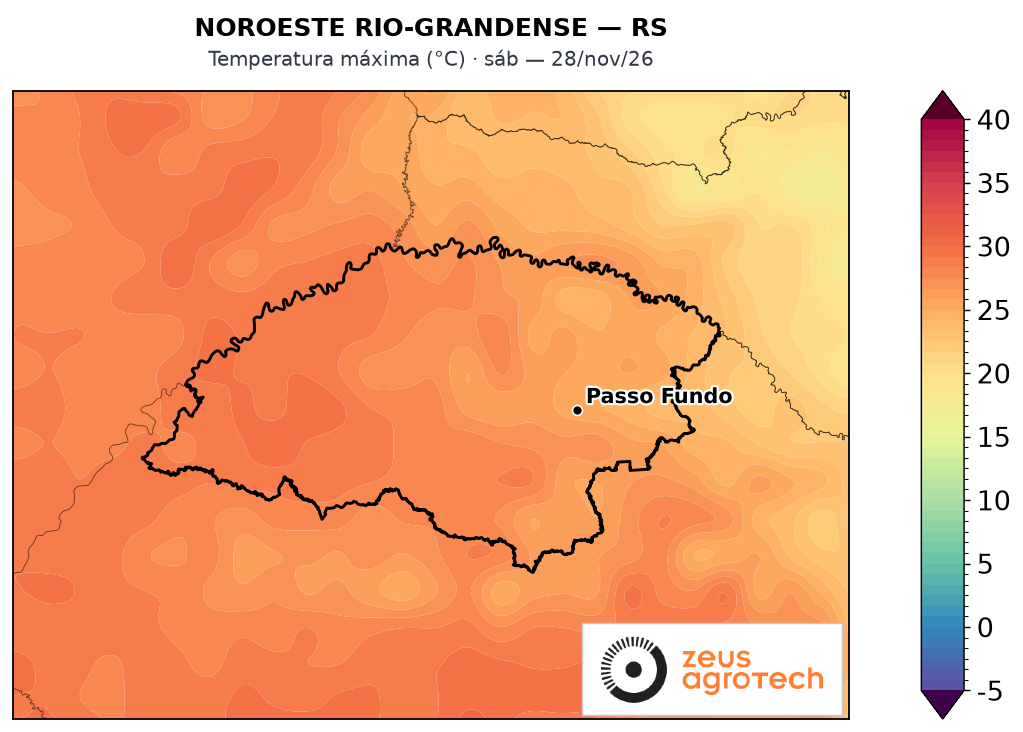 NOROESTE RIO-GRANDENSE — RS
Temperatura máxima (°C) · sáb — 28/nov/26
Passo Fundo
40
35
30
25
20
15
10
5
0
-5
zeus
agrotech